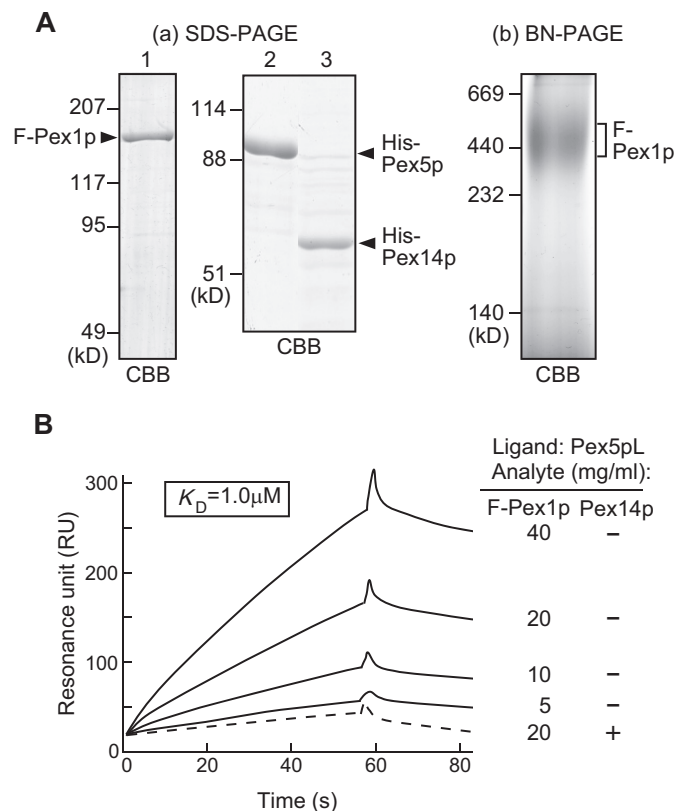 A
(a) SDS-PAGE
1
2
3
207
F-Pex1p
117
95
49
(kD)
CBB
114
88
51
(kD)
His-
Pex5p
His-
Pex14p
CBB
(b) BN-PAGE
669
440
232
140
(kD)
F-
Pex1p
CBB
B
Resonance unit (RU)
300
200
100
0
K_D=1.0μM
0
20
40
60
80
Time (s)
Ligand: Pex5pL
Analyte (mg/ml):
F-Pex1p Pex14p
40 −
20 −
10 −
5 −
20 +